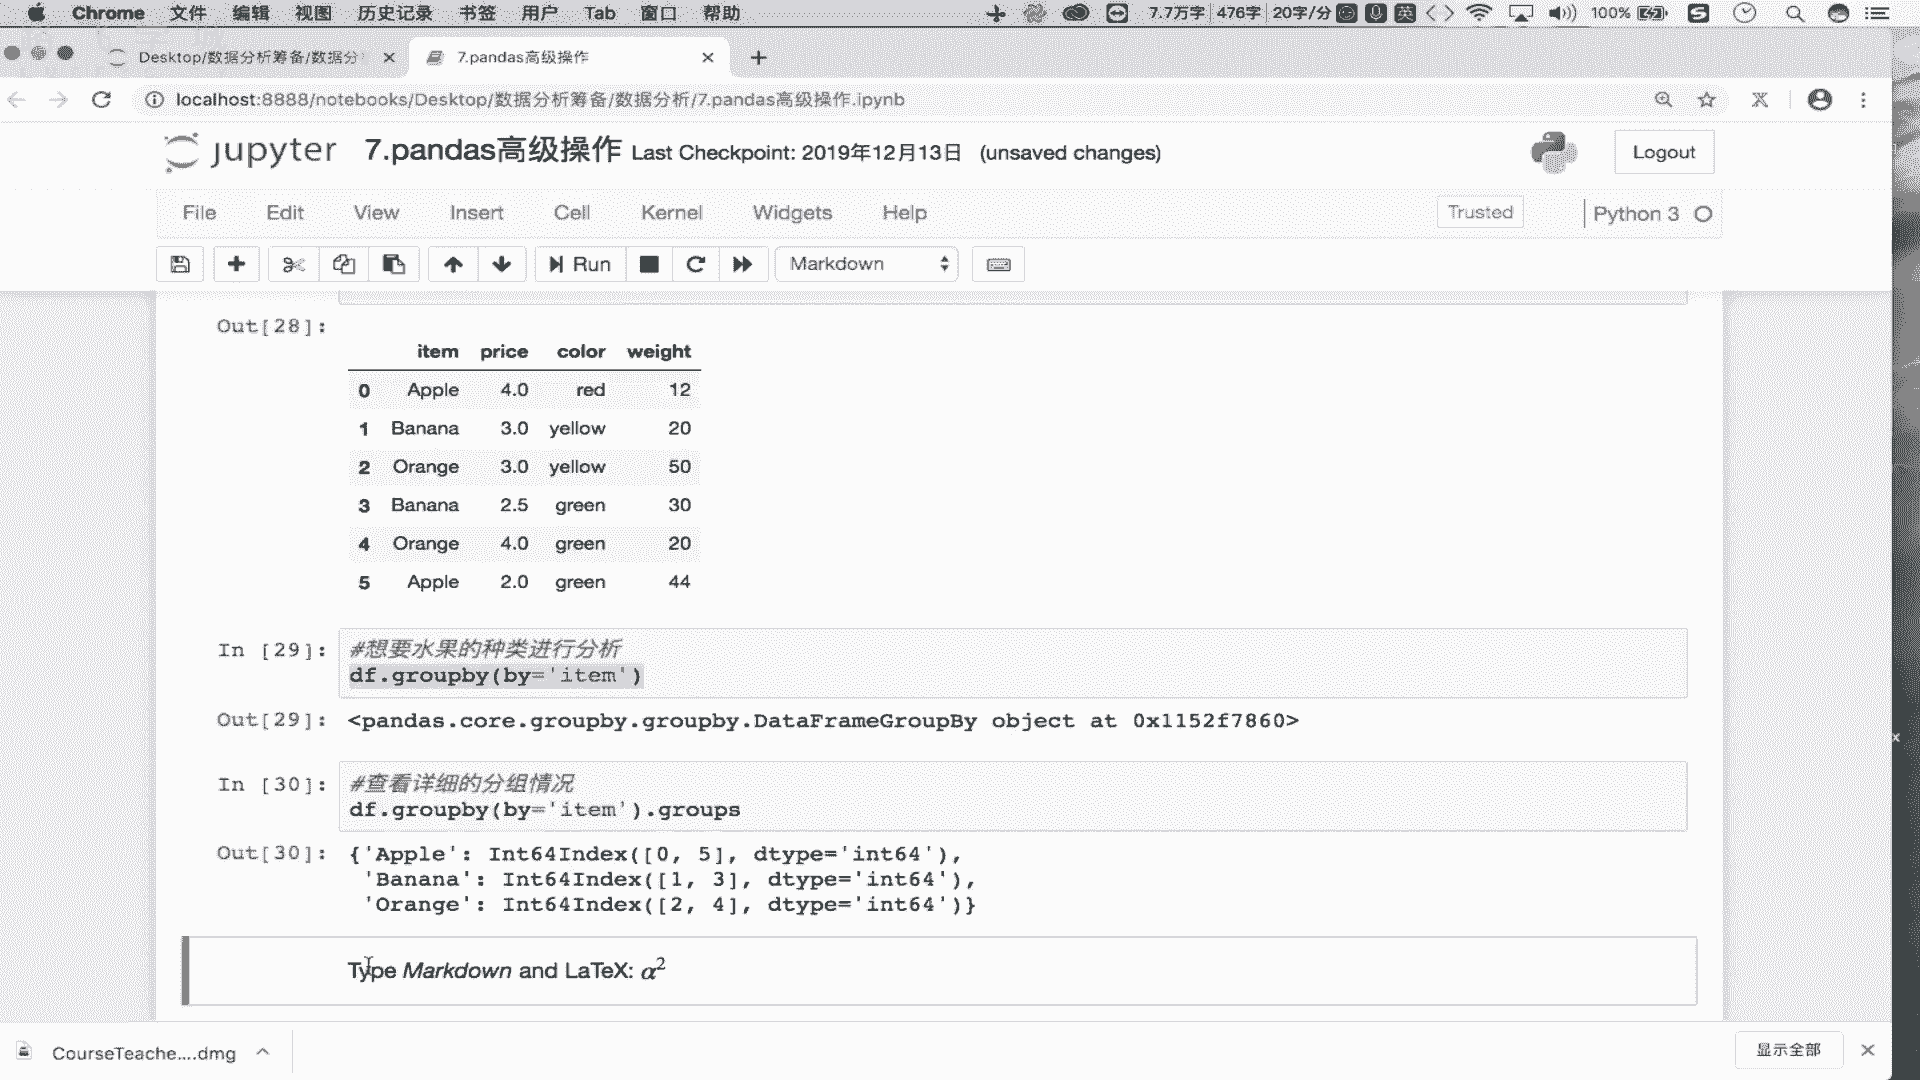 Chrome 文件 编辑 视图 历史记录 书签 用户 Tab 窗口 帮助 7.7万字 476字 20字/分 英 100%
Desktop/数据分析筹备/数据分 7.pandas高级操作
localhost:8888/notebooks/Desktop/数据分析筹备/数据分析/7.pandas高级操作.ipynb
jupyter 7.pandas高级操作 Last Checkpoint: 2019年12月13日 (unsaved changes) Logout
File Edit View Insert Cell Kernel Widgets Help Trusted Python 3
Run Markdown
Out[28]:
item price color weight
0 Apple 4.0 red 12
1 Banana 3.0 yellow 20
2 Orange 3.0 yellow 50
3 Banana 2.5 green 30
4 Orange 4.0 green 20
5 Apple 2.0 green 44
In [29]: #想要水果的种类进行分析
df.groupby(by='item')
Out[29]: <pandas.core.groupby.groupby.DataFrameGroupBy object at 0x1152f7860>
In [30]: #查看详细的分组情况
df.groupby(by='item').groups
Out[30]: {'Apple': Int64Index([0, 5], dtype='int64'),
'Banana': Int64Index([1, 3], dtype='int64'),
'Orange': Int64Index([2, 4], dtype='int64')}
Type Markdown and LaTeX: α²
CourseTeache....dmg 显示全部